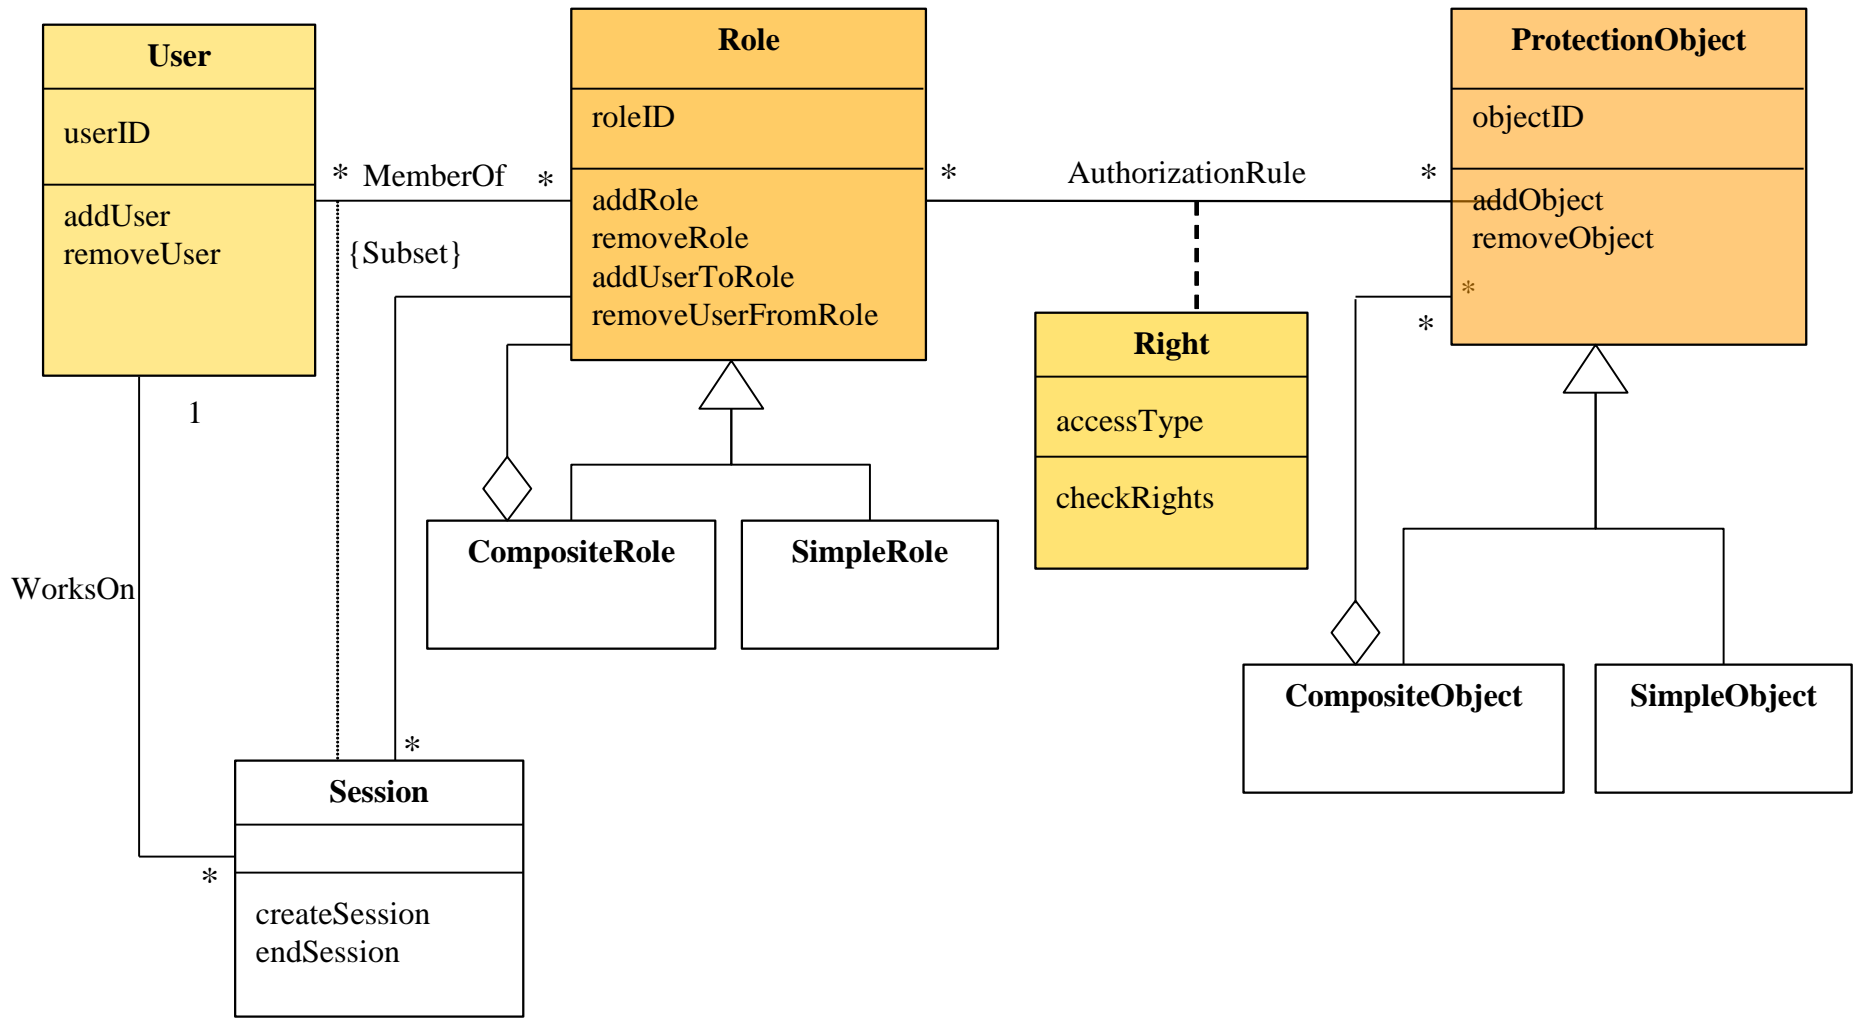 User
userID
addUser
removeUser
* MemberOf *
{Subset}
Role
roleID
addRole
removeRole
addUserToRole
removeUserFromRole
* AuthorizationRule *
ProtectionObject
objectID
addObject
removeObject
*
*
Right
accessType
checkRights
1
CompositeRole
SimpleRole
WorksOn
CompositeObject
SimpleObject
*
Session
*
createSession
endSession